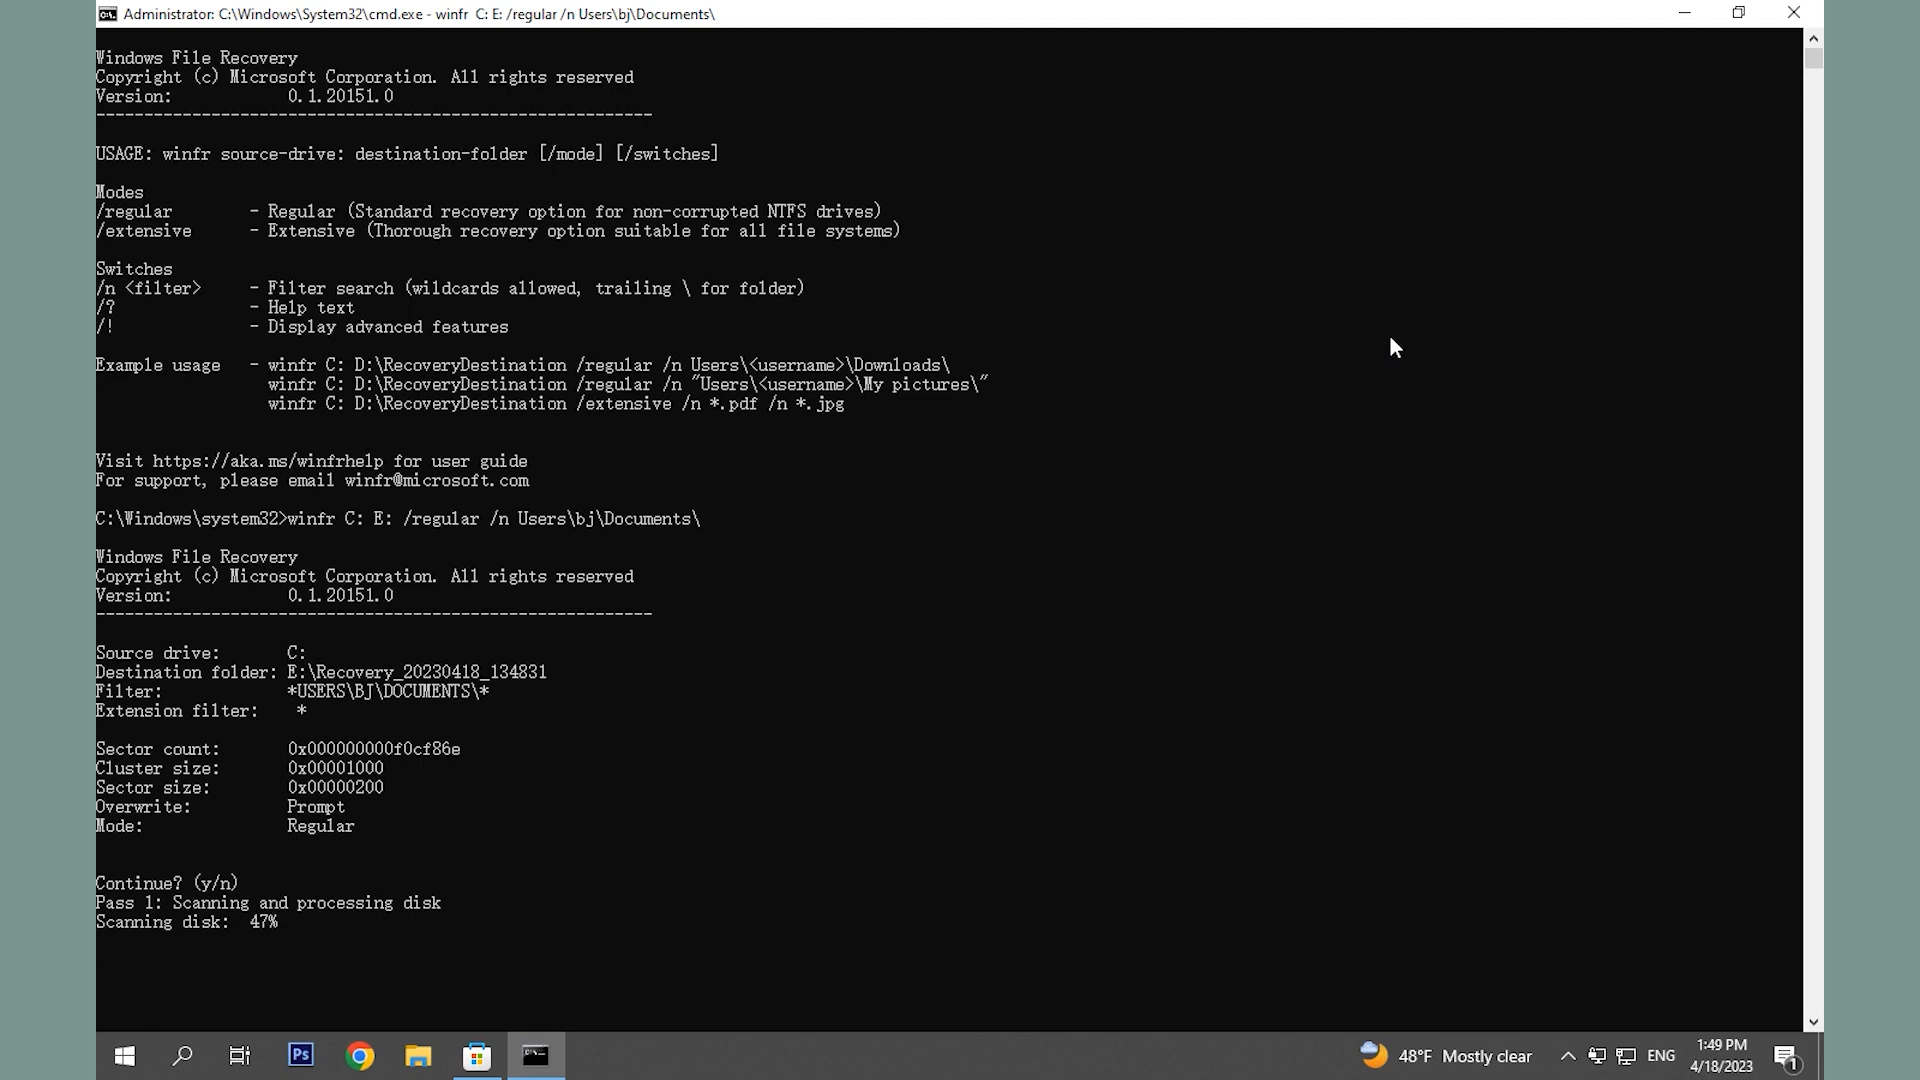 Administrator: C:\Windows\System32\cmd.exe - winfr  C: E: /regular /n Users\bj\Documents\
Windows File Recovery
Copyright (c) Microsoft Corporation. All rights reserved
Version:            0.1.20151.0
----------------------------------------------------------
USAGE: winfr source-drive: destination-folder [/mode] [/switches]
Modes
/regular        - Regular (Standard recovery option for non-corrupted NTFS drives)
/extensive      - Extensive (Thorough recovery option suitable for all file systems)
Switches
/n <filter>     - Filter search (wildcards allowed, trailing \ for folder)
/?              - Help text
/!              - Display advanced features
Example usage   - winfr C: D:\RecoveryDestination /regular /n Users\<username>\Downloads\
                  winfr C: D:\RecoveryDestination /regular /n "Users\<username>\My pictures\"
                  winfr C: D:\RecoveryDestination /extensive /n *.pdf /n *.jpg
Visit https://aka.ms/winfrhelp for user guide
For support, please email winfr@microsoft.com
C:\Windows\system32>winfr C: E: /regular /n Users\bj\Documents\
Windows File Recovery
Copyright (c) Microsoft Corporation. All rights reserved
Version:            0.1.20151.0
----------------------------------------------------------
Source drive:       C:
Destination folder: E:\Recovery_20230418_134831
Filter:             *USERS\BJ\DOCUMENTS\*
Extension filter:    *
Sector count:       0x000000000f0cf86e
Cluster size:       0x00001000
Sector size:        0x00000200
Overwrite:          Prompt
Mode:               Regular
Continue? (y/n)
Pass 1: Scanning and processing disk
Scanning disk:  47%
Ps
48°F Mostly clear
ENG
1:49 PM
4/18/2023
1